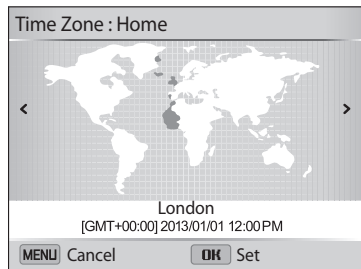 Time Zone : Home
London
[GMT+00:00] 2013/01/01 12:00PM
MENU Cancel OK Set